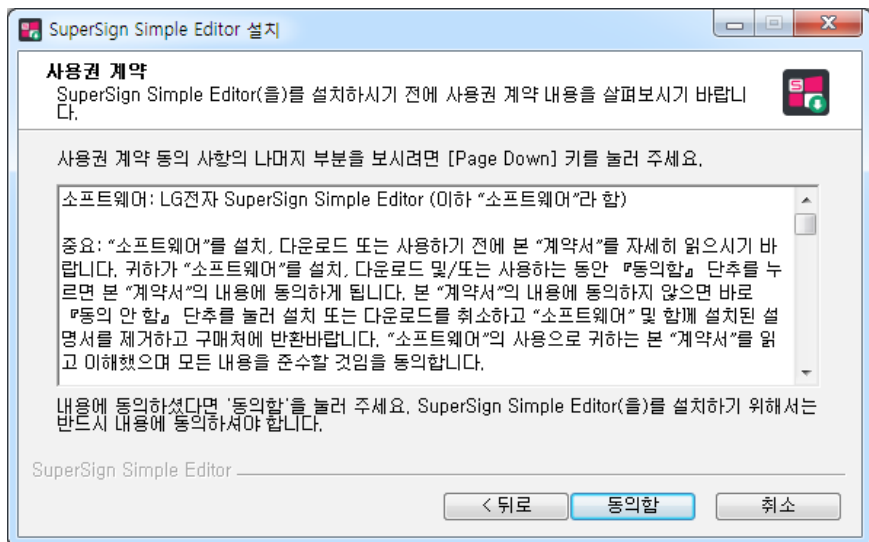 SuperSign Simple Editor 설치
사용권 계약
SuperSign Simple Editor(을)를 설치하시기 전에 사용권 계약 내용을 살펴보시기 바랍니
다.
사용권 계약 동의 사항의 나머지 부분을 보시려면 [Page Down] 키를 눌러 주세요.
소프트웨어: LG전자 SuperSign Simple Editor (이하 “소프트웨어”라 함)
중요: “소프트웨어”를 설치, 다운로드 또는 사용하기 전에 본 “계약서”를 자세히 읽으시기 바
랍니다. 귀하가 “소프트웨어”를 설치, 다운로드 및/또는 사용하는 동안 『동의함』 단추를 누
르면 본 “계약서”의 내용에 동의하게 됩니다. 본 “계약서”의 내용에 동의하지 않으면 바로
『동의 안 함』 단추를 눌러 설치 또는 다운로드를 취소하고 “소프트웨어” 및 함께 설치된 설
명서를 제거하고 구매처에 반환바랍니다. “소프트웨어”의 사용으로 귀하는 본 “계약서”를 읽
고 이해했으며 모든 내용을 준수할 것임을 동의합니다.
내용에 동의하셨다면 '동의함'을 눌러 주세요. SuperSign Simple Editor(을)를 설치하기 위해서는
반드시 내용에 동의하셔야 합니다.
SuperSign Simple Editor
< 뒤로 동의함 취소